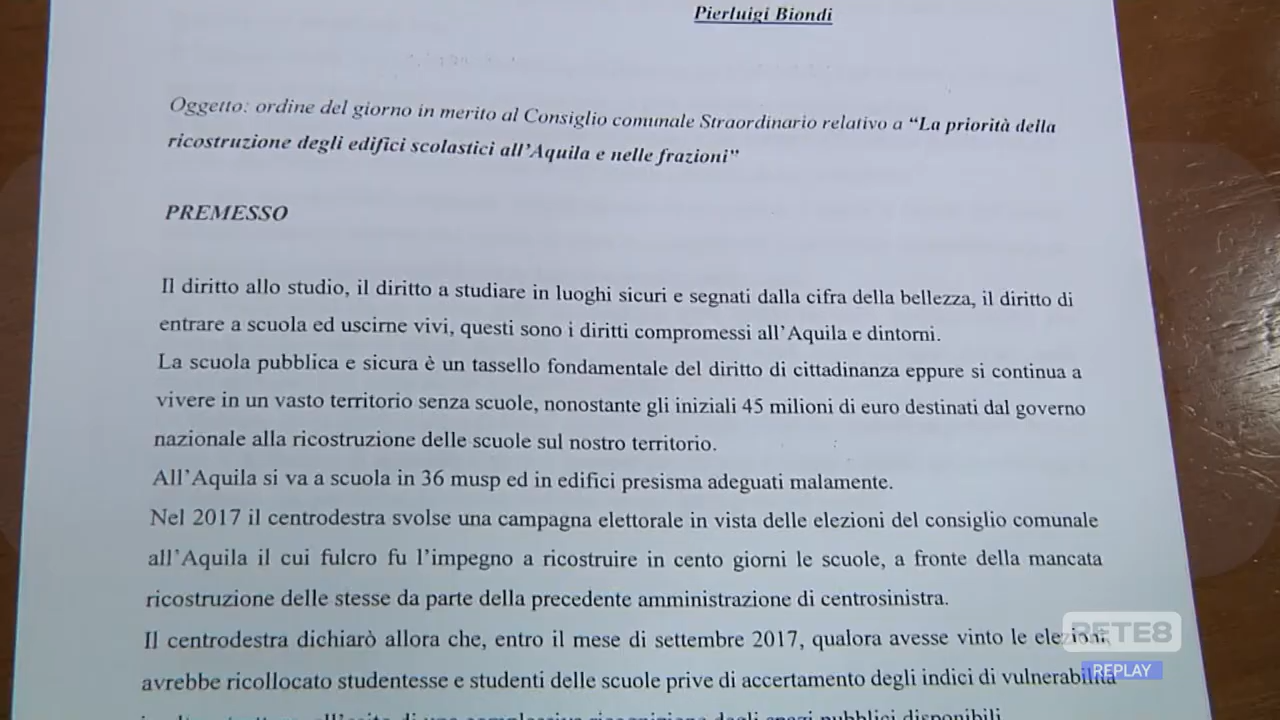 Pierluigi Biondi
Oggetto: ordine del giorno in merito al Consiglio comunale Straordinario relativo a “La priorità della
ricostruzione degli edifici scolastici all’Aquila e nelle frazioni”
PREMESSO
Il diritto allo studio, il diritto a studiare in luoghi sicuri e segnati dalla cifra della bellezza, il diritto di
entrare a scuola ed uscirne vivi, questi sono i diritti compromessi all’Aquila e dintorni.
La scuola pubblica e sicura è un tassello fondamentale del diritto di cittadinanza eppure si continua a
vivere in un vasto territorio senza scuole, nonostante gli iniziali 45 milioni di euro destinati dal governo
nazionale alla ricostruzione delle scuole sul nostro territorio.
All’Aquila si va a scuola in 36 musp ed in edifici presisma adeguati malamente.
Nel 2017 il centrodestra svolse una campagna elettorale in vista delle elezioni del consiglio comunale
all’Aquila il cui fulcro fu l’impegno a ricostruire in cento giorni le scuole, a fronte della mancata
ricostruzione delle stesse da parte della precedente amministrazione di centrosinistra.
Il centrodestra dichiarò allora che, entro il mese di settembre 2017, qualora avesse vinto le elezioni,
avrebbe ricollocato studentesse e studenti delle scuole prive di accertamento degli indici di vulnerabilità
spazi pubblici disponibili
RETE8
REPLAY